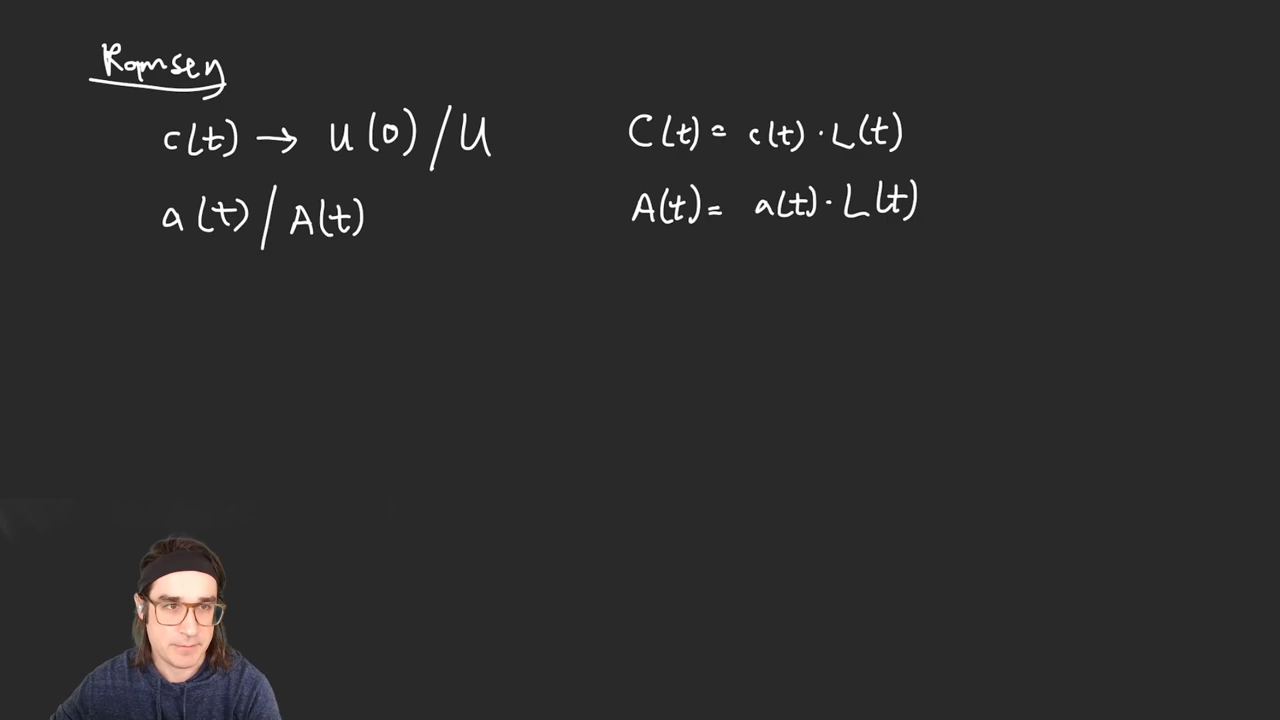 Ramsey
c(t) → U(0)/U
a(t)/A(t)
C(t) = c(t)·L(t)
A(t) = a(t)·L(t)